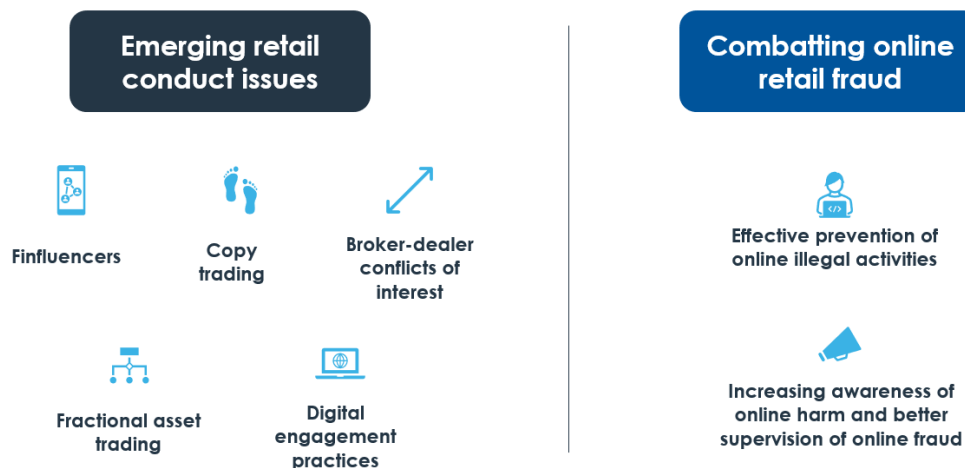 Emerging retail
conduct issues
Finfluencers
Copy
trading
Broker-dealer
conflicts of
interest
Fractional asset
trading
Digital
engagement
practices
Combatting online
retail fraud
</>
Effective prevention of
online illegal activities
Increasing awareness of
online harm and better
supervision of online fraud